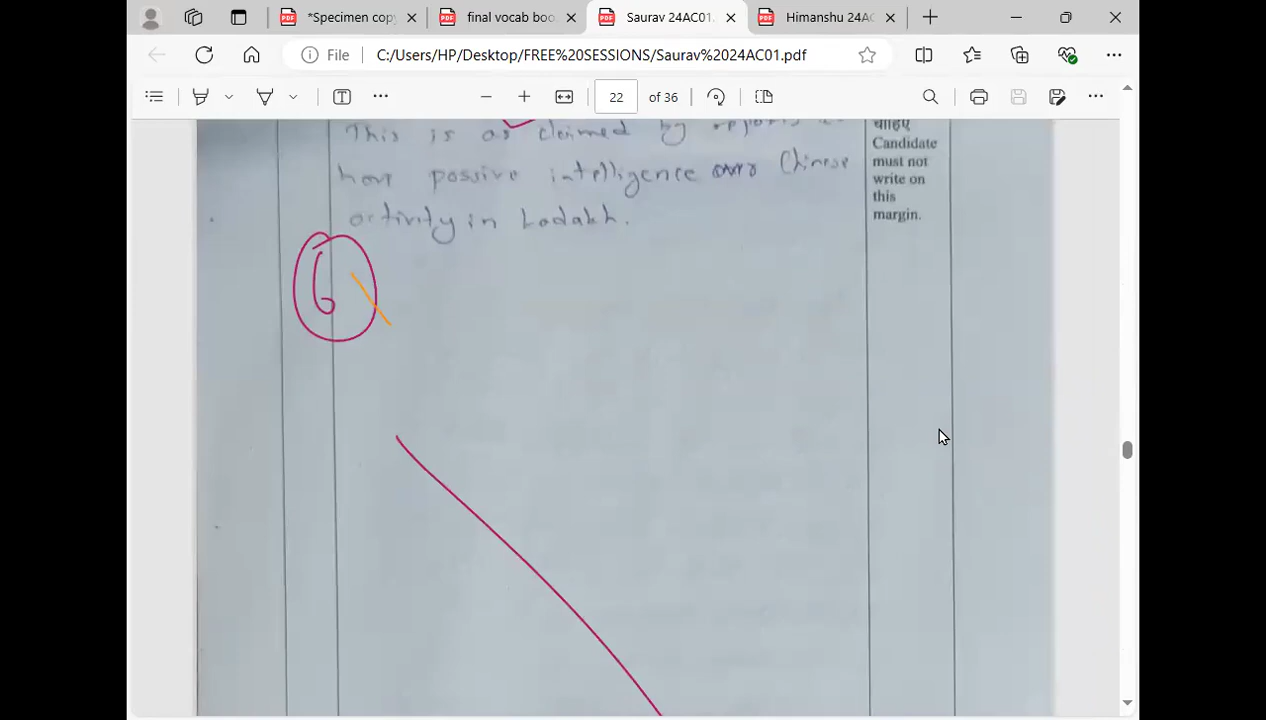 *Specimen cop
final vocab boo
Saurav 24AC01.
Himanshu 24AC
File
C:/Users/HP/Desktop/FREE%20SESSIONS/Saurav%2024AC01.pdf
22 of 36
This is as claimed by reports
have passive intelligence over Chinese
activity in Ladakh.
चाहिए
Candidate
must not
write on
this
margin.
6